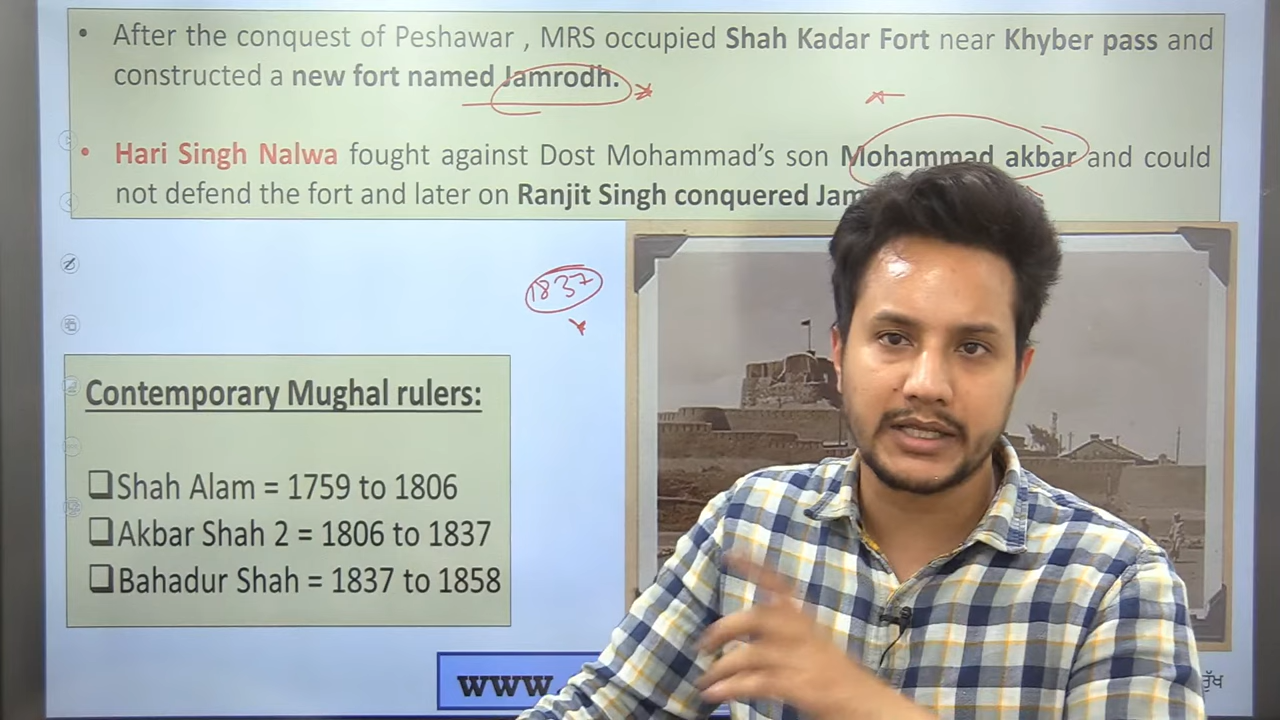 • After the conquest of Peshawar , MRS occupied Shah Kadar Fort near Khyber pass and
constructed a new fort named Jamrodh.
• Hari Singh Nalwa fought against Dost Mohammad's son Mohammad akbar and could
not defend the fort and later on Ranjit Singh conquered Jam
1837
Contemporary Mughal rulers:
❑Shah Alam = 1759 to 1806
❑Akbar Shah 2 = 1806 to 1837
❑Bahadur Shah = 1837 to 1858
www.